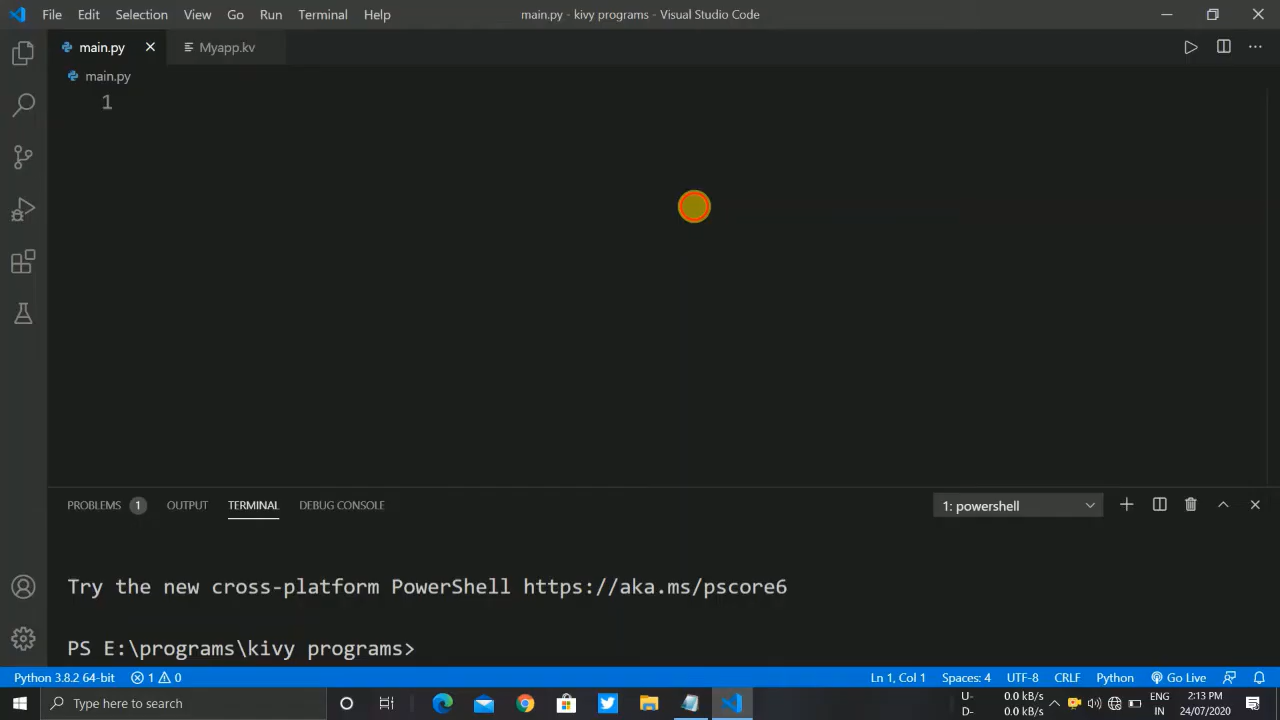 File Edit Selection View Go Run Terminal Help main.py - kivy programs - Visual Studio Code
main.py Myapp.kv
main.py
1
PROBLEMS 1 OUTPUT TERMINAL DEBUG CONSOLE 1: powershell
Try the new cross-platform PowerShell https://aka.ms/pscore6
PS E:\programs\kivy programs>
Python 3.8.2 64-bit 1 0 Ln 1, Col 1 Spaces: 4 UTF-8 CRLF Python Go Live
Type here to search U- 0.0 kB/s ENG 2:13 PM
D- 0.0 kB/s IN 24/07/2020